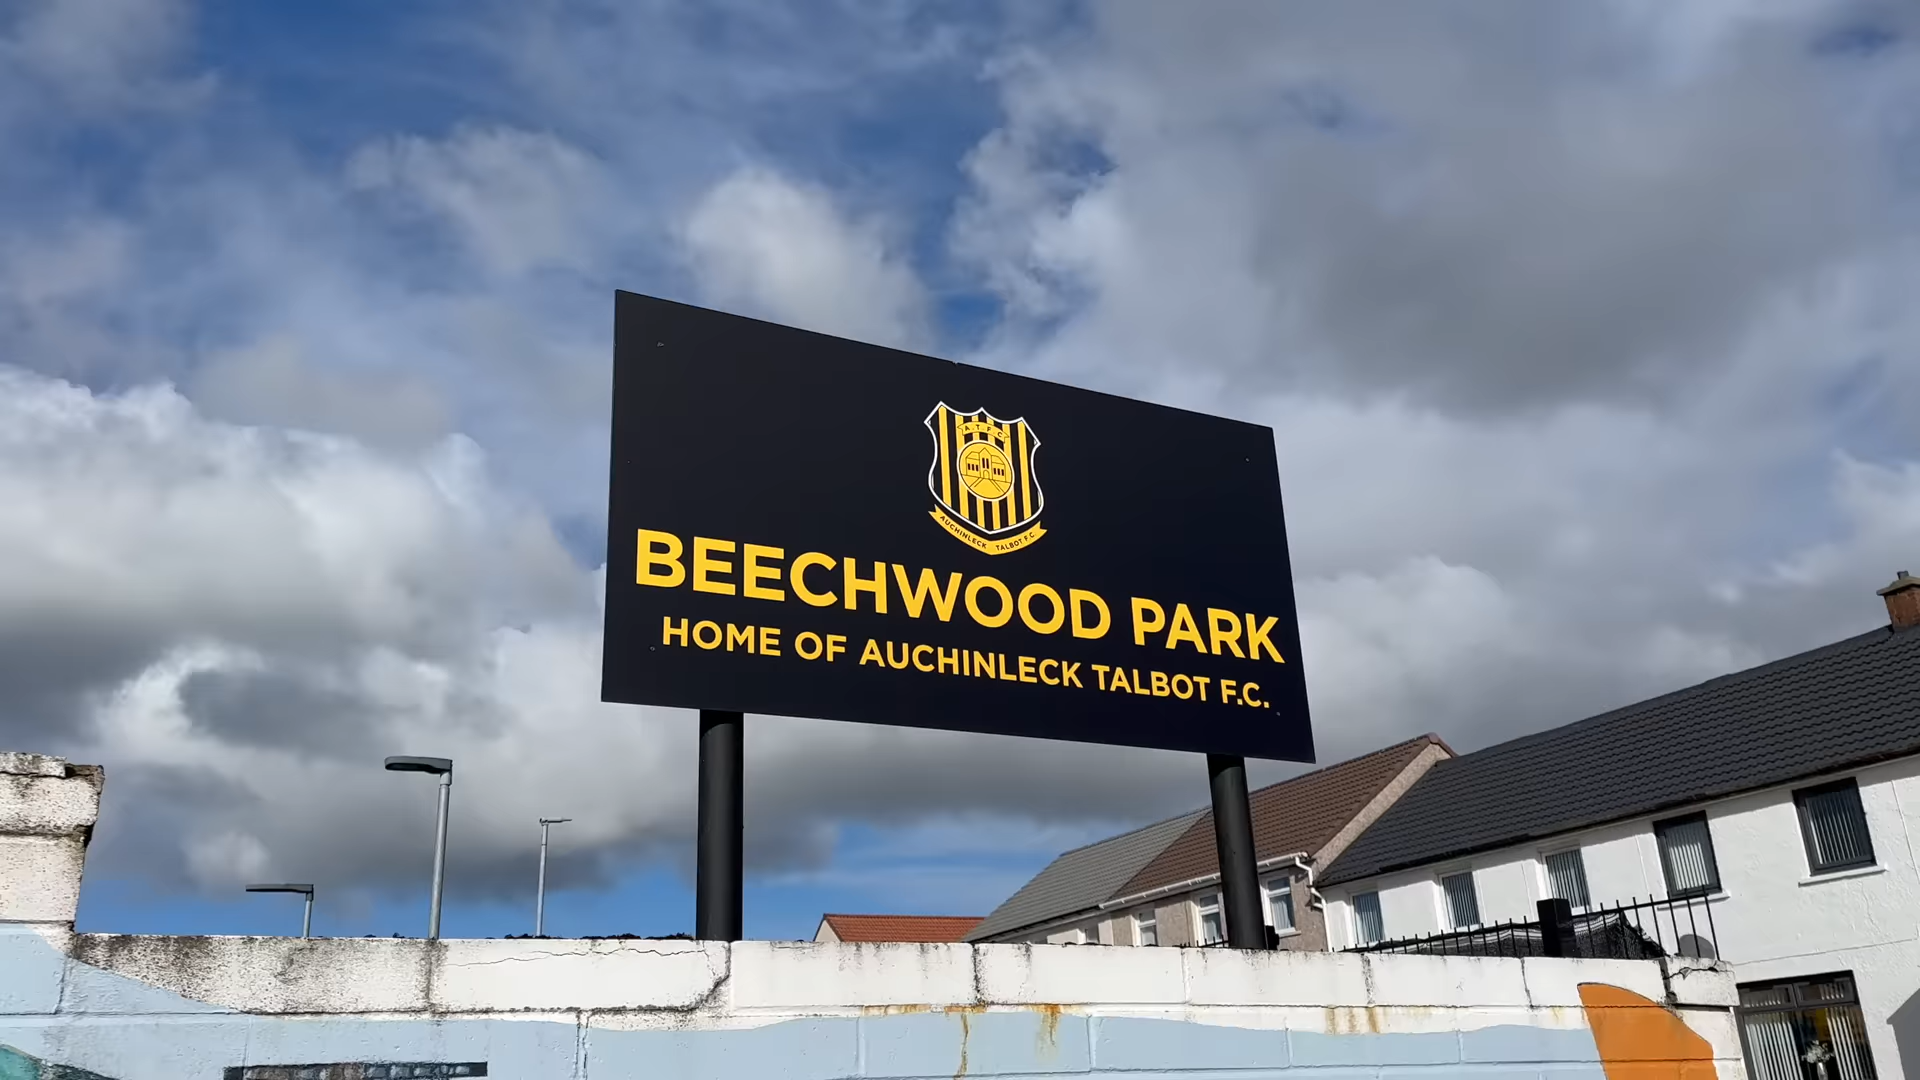 A.T.F.C
AUCHINLECK TALBOT F.C.
BEECHWOOD PARK
HOME OF AUCHINLECK TALBOT F.C.